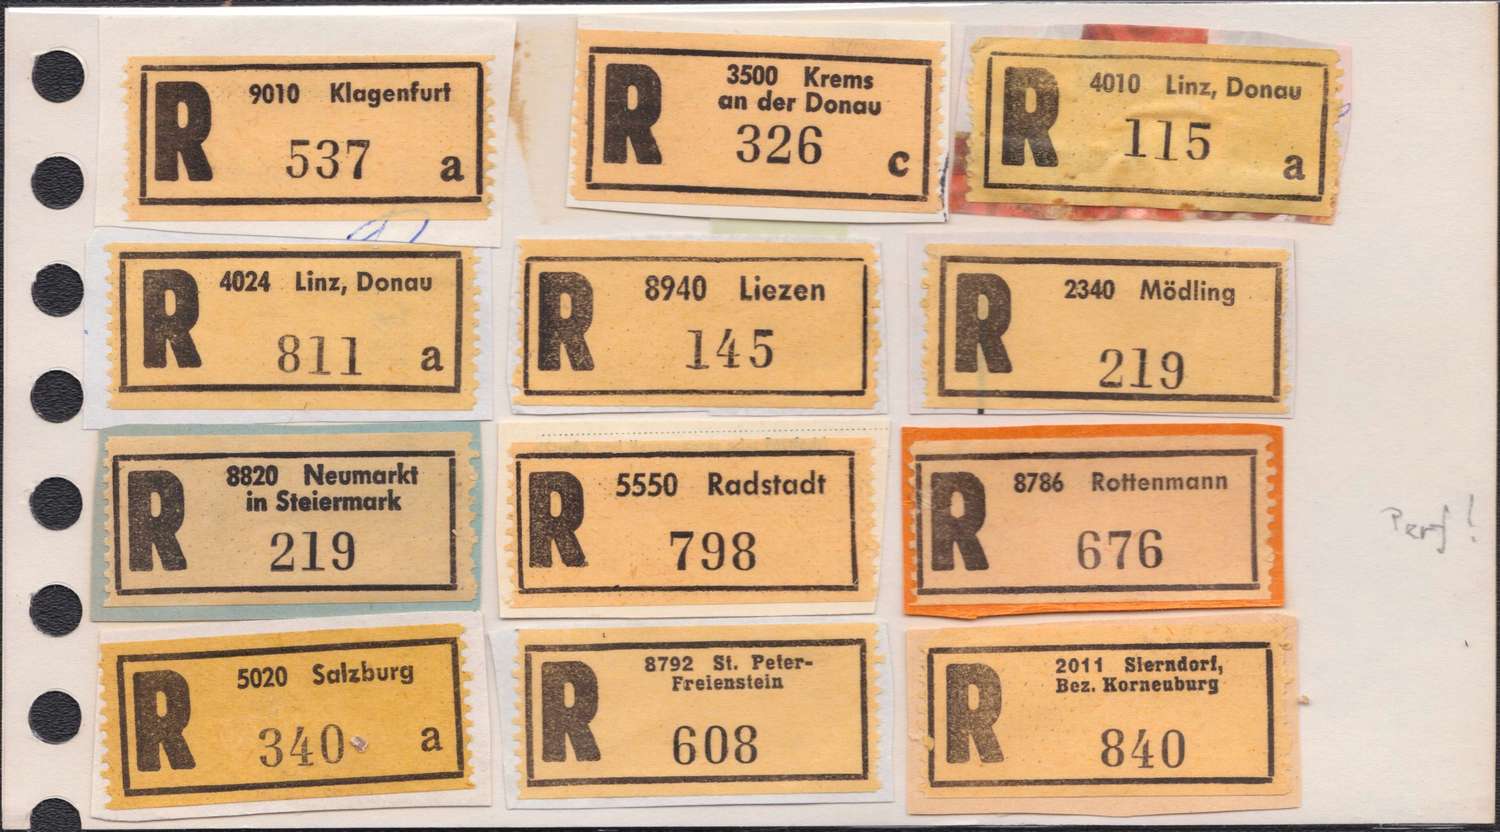 R
9010 Klagenfurt
537 a
R
3500 Krems
an der Donau
326 c
R
4010 Linz, Donau
115 a
R
4024 Linz, Donau
811 a
R
8940 Liezen
145
R
2340 Mödling
219
R
8820 Neumarkt
in Steiermark
219
R
5550 Radstadt
798
R
8786 Rottenmann
676
Perf!
R
5020 Salzburg
340 a
R
8792 St. Peter-
Freienstein
608
R
2011 Sierndorf,
Bez. Korneuburg
840